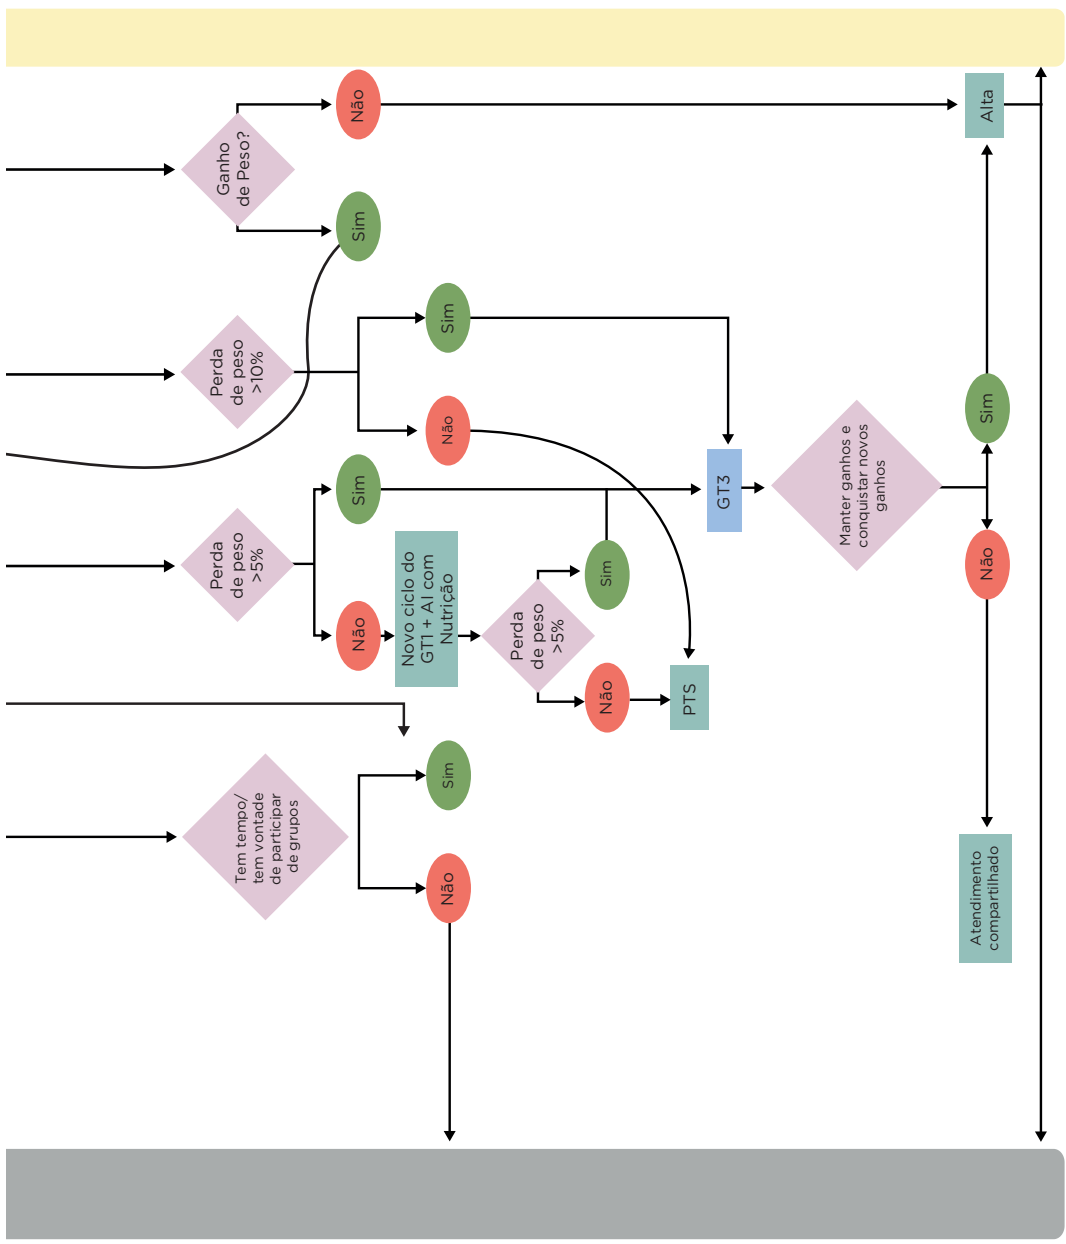 Não
Alta
Ganho
de Peso?
Sim
Sim
Perda
de peso
>10%
Não
Sim
Manter ganhos e
conquistar novos
ganhos
Sim
GT3
Perda
de peso
>5%
Não
Novo ciclo do
GT1 + AI com
Nutrição
Perda
de peso
>5%
Sim
Não
Não
PTS
Tem tempo/
tem vontade
de participar
de grupos
Sim
Não
Atendimento
compartilhado